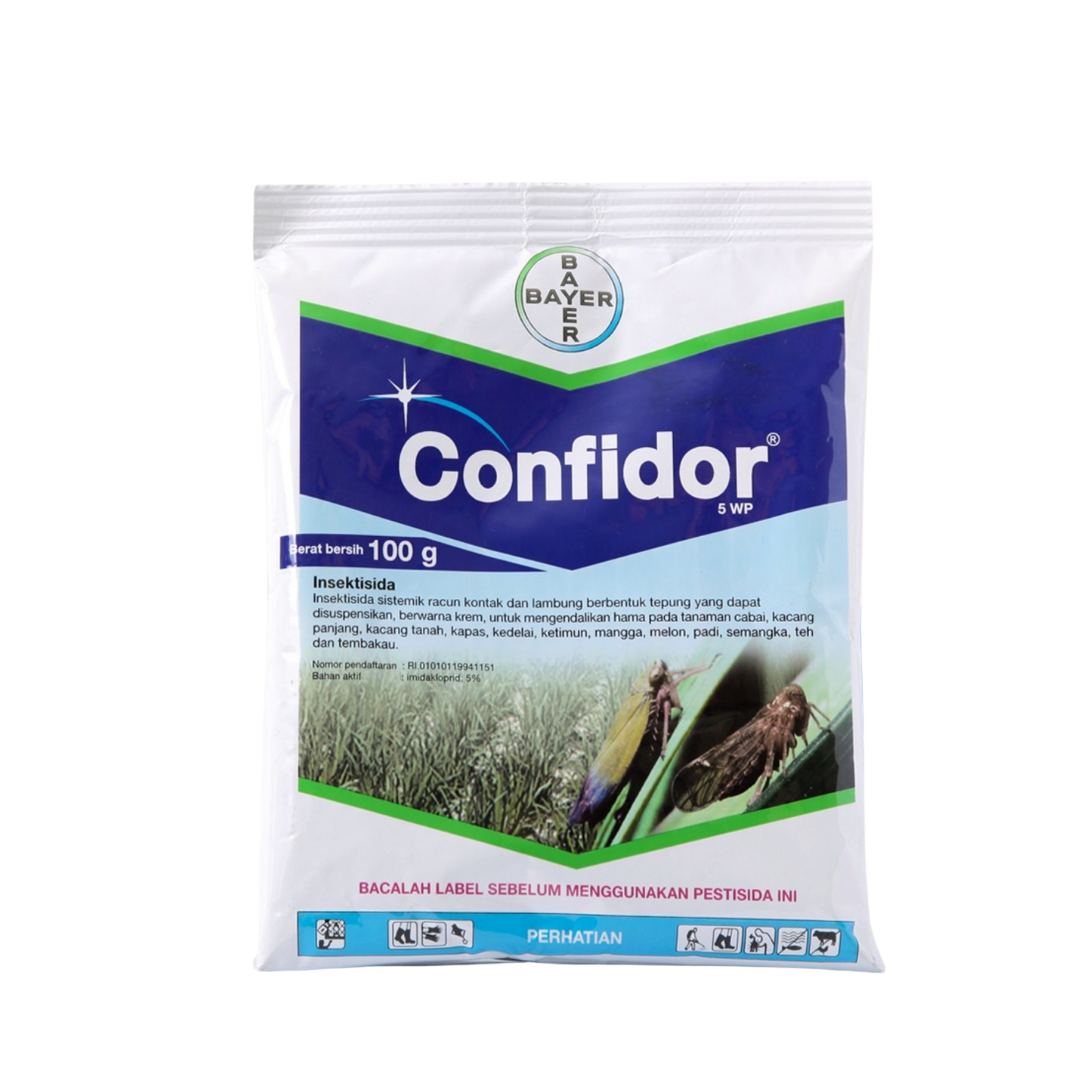 BAYER
BAYER
Confidor®
5 WP
Berat bersih 100 g
Insektisida
Insektisida sistemik racun kontak dan lambung berbentuk tepung yang dapat
disuspensikan, berwarna krem, untuk mengendalikan hama pada tanaman cabai, kacang
panjang, kacang tanah, kapas, kedelai, ketimun, mangga, melon, padi, semangka, teh
dan tembakau.
Nomor pendaftaran : RI.01010119941151
Bahan aktif : imidakloprid: 5%
BACALAH LABEL SEBELUM MENGGUNAKAN PESTISIDA INI
PERHATIAN